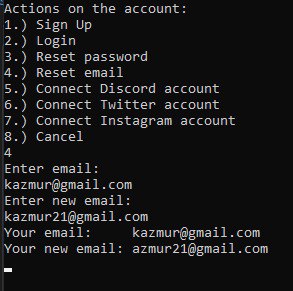 Actions on the account:
1.) Sign Up
2.) Login
3.) Reset password
4.) Reset email
5.) Connect Discord account
6.) Connect Twitter account
7.) Connect Instagram account
8.) Cancel
4
Enter email:
kazmur@gmail.com
Enter new email:
kazmur21@gmail.com
Your email:     kazmur@gmail.com
Your new email: azmur21@gmail.com